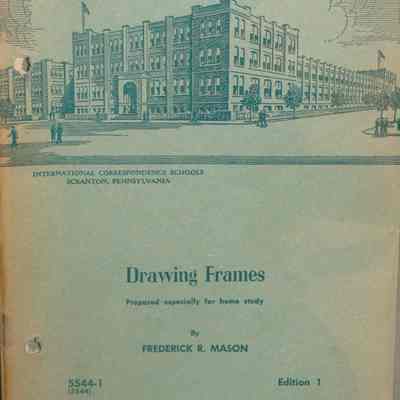 INTERNATIONAL CORRESPONDENCE SCHOOLS
SCRANTON, PENNSYLVANIA
Drawing Frames
Prepared especially for home study
By
FREDERICK R. MASON
5544-1
(5544)
Edition 1